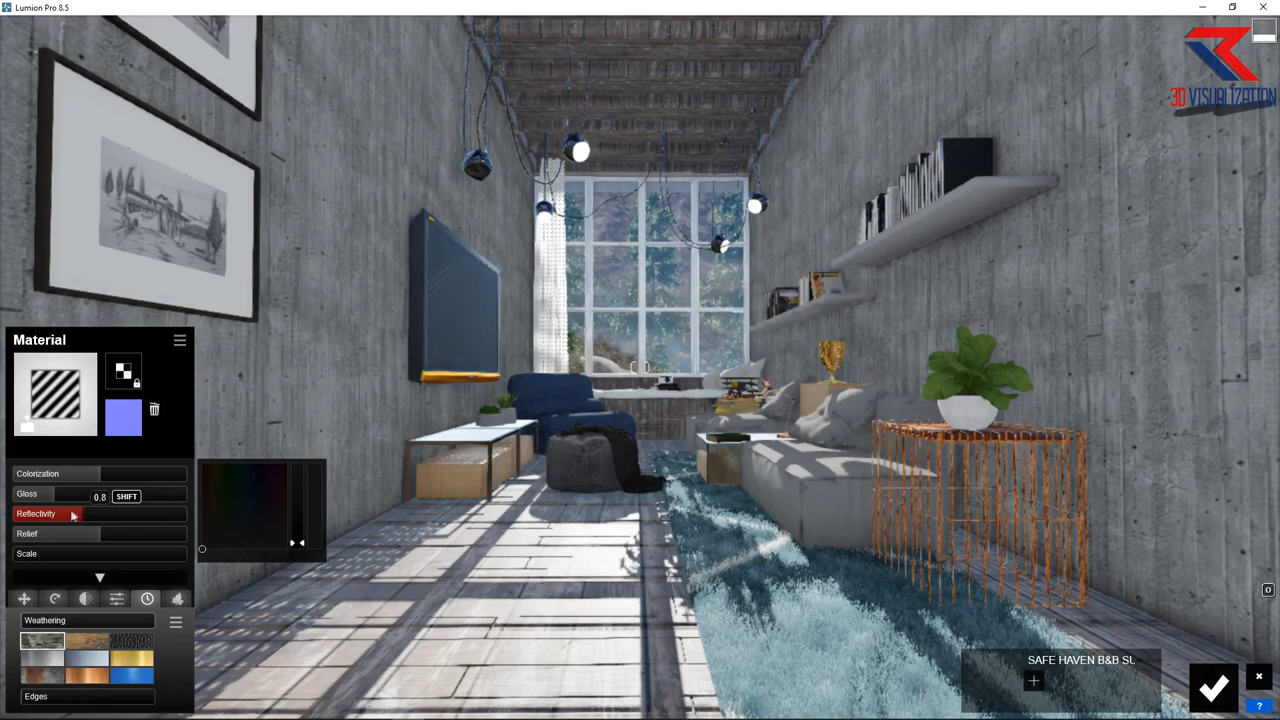 Lumion Pro 8.5
3D VISUALIZATION
Material
Colorization
Gloss
0.8 SHIFT
Reflectivity
Relief
Scale
Weathering
Edges
SAFE HAVEN B&B SU
O
?